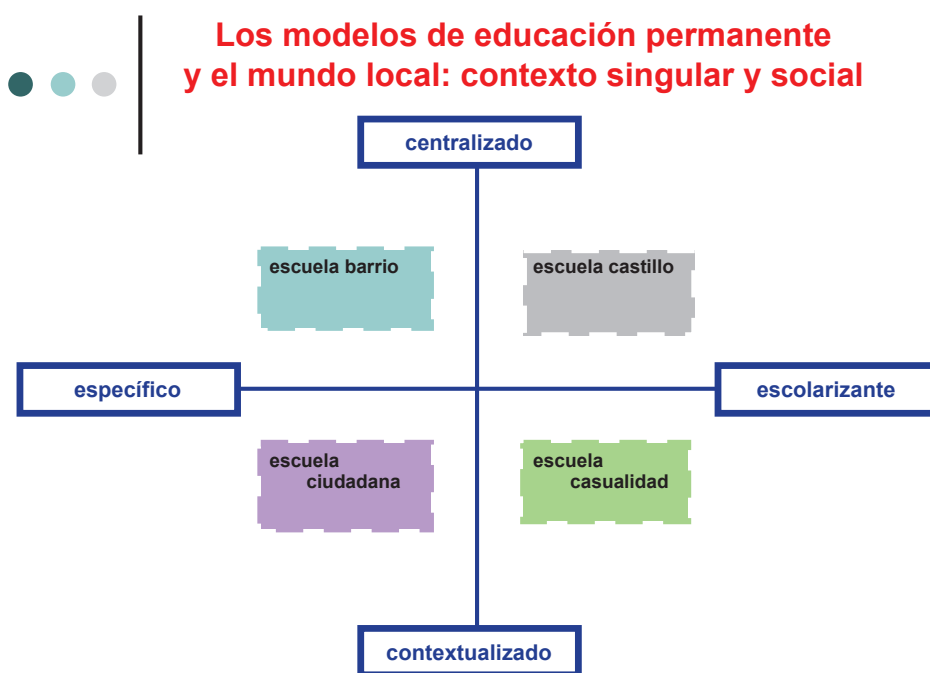 Los modelos de educación permanente
y el mundo local: contexto singular y social
centralizado
escuela barrio
escuela castillo
específico
escolarizante
escuela
ciudadana
escuela
casualidad
contextualizado